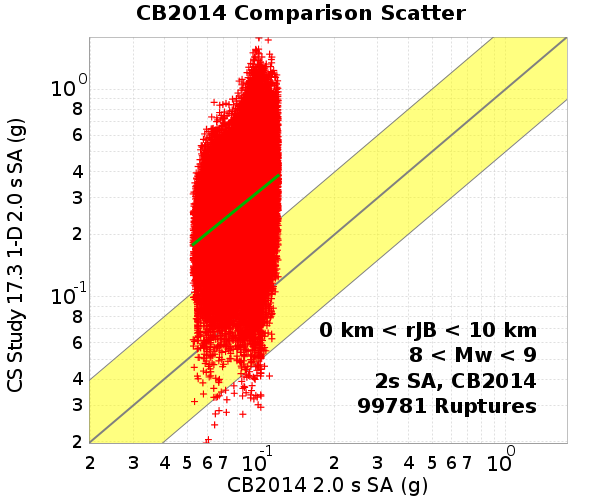 CB2014 Comparison Scatter
CS Study 17.3 1-D 2.0 s SA (g)
10^0
8
6
4
3
2
10^-1
8
6
4
3
2
0 km < rJB < 10 km
8 < Mw < 9
2s SA, CB2014
99781 Ruptures
2 3 4 5 6 7 10^-1 2 3 4 5 6 7 10^0
CB2014 2.0 s SA (g)